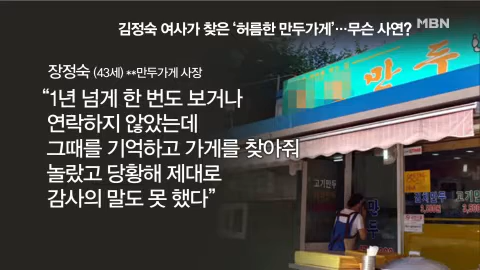 김정숙 여사가 찾은 '허름한 만두가게'…무슨 사연?
MBN
장정숙 (43세) **만두가게 사장
"1년 넘게 한 번도 보거나
연락하지 않았는데
그때를 기억하고 가게를 찾아줘
놀랐고 당황해 제대로
감사의 말도 못 했다"
만두
고기만두
만두